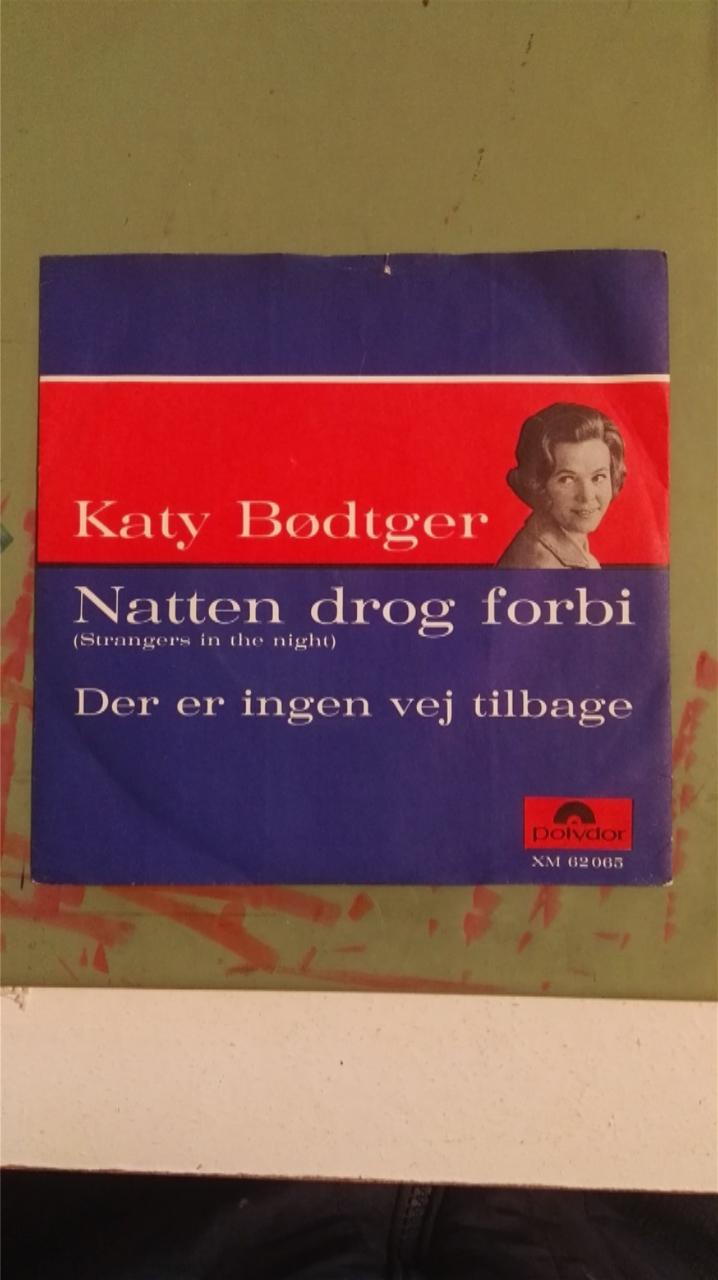 Katy Bødtger
Natten drog forbi
(Strangers in the night)
Der er ingen vej tilbage
Polydor
XM 62065